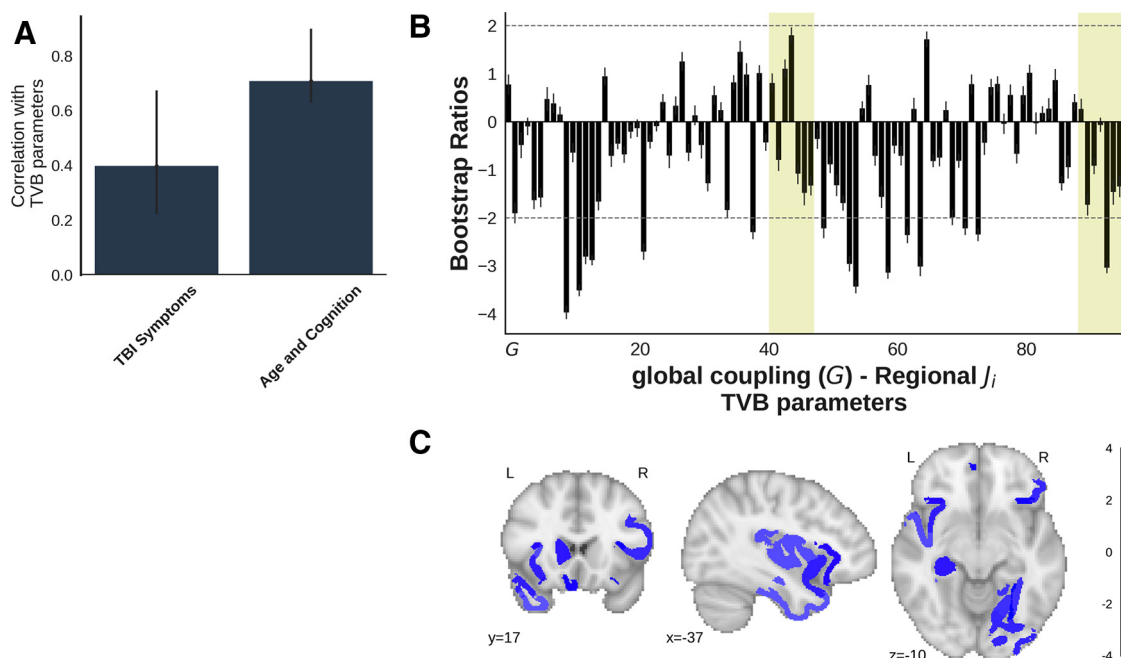 A
Correlation with
TVB parameters
0.8
0.6
0.4
0.2
0.0
TBI Symptoms
Age and Cognition
B
Bootstrap Ratios
2
1
0
−1
−2
−3
−4
G
20
40
60
80
global coupling (G) - Regional Ji
TVB parameters
C
L
R
y=17
x=-37
L
R
z=-10
4
2
0
-2
-4